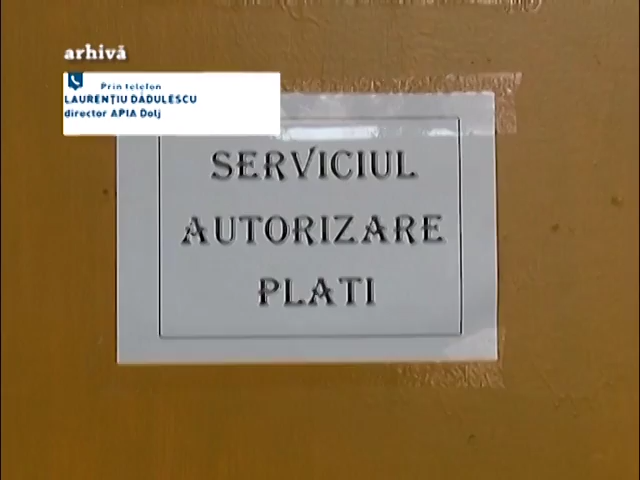 arhivă
Prin telefon
LAURENȚIU DĂDULESCU
director APIA Dolj
SERVICIUL
AUTORIZARE
PLATI